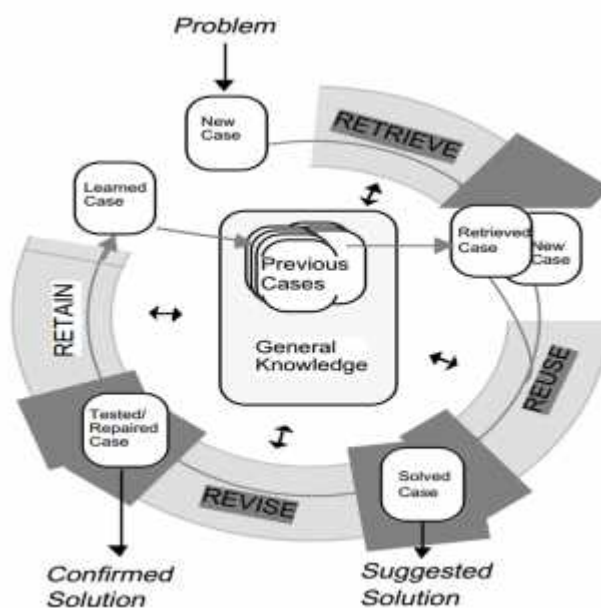 Problem
New
Case
RETRIEVE
Learned
Case
Retrieved
Case
New
Case
Previous
Cases
General
Knowledge
RETAIN
REUSE
Tested/
Repaired
Case
Solved
Case
REVISE
Confirmed
Solution
Suggested
Solution